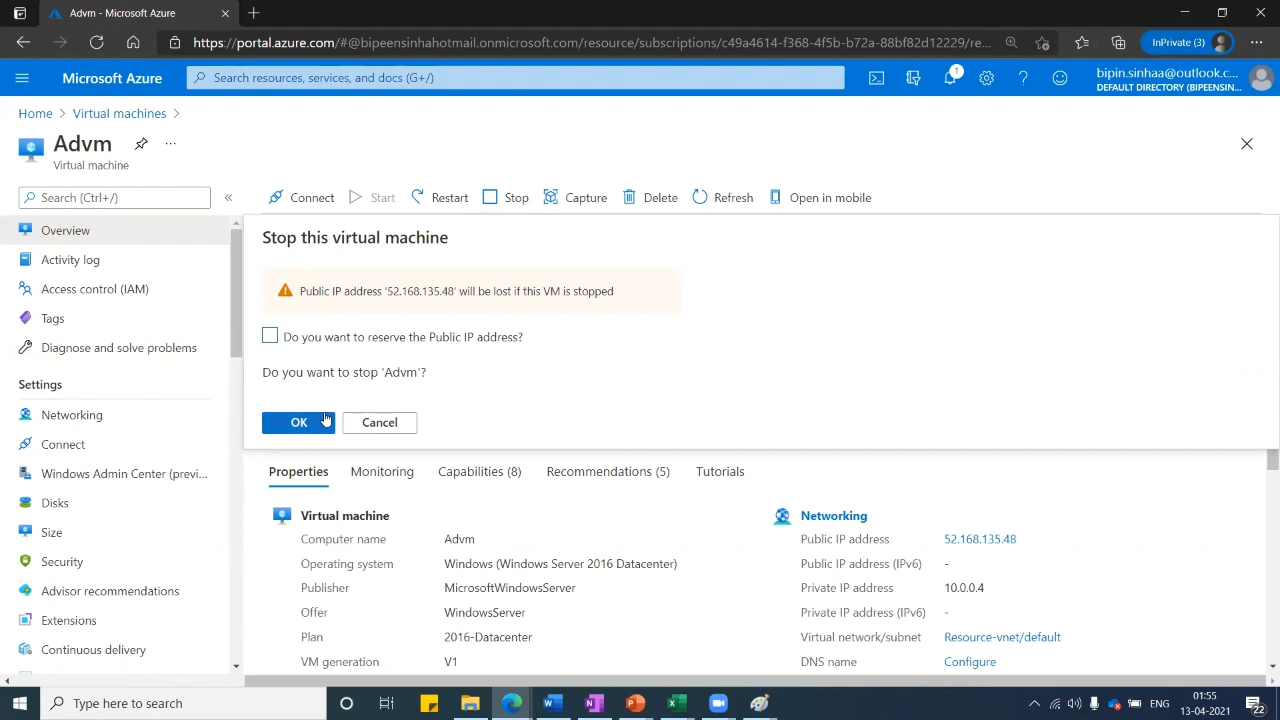 Advm - Microsoft Azure
https://portal.azure.com/#@bipeensinhahotmail.onmicrosoft.com/resource/subscriptions/c49a4614-f368-4f5b-b72a-88bf82d12229/re...
InPrivate (3)
Microsoft Azure
Search resources, services, and docs (G+/)
1
bipin.sinhaa@outlook.c...
DEFAULT DIRECTORY (BIPEENSIN...
Home > Virtual machines >
Advm
Virtual machine
Search (Ctrl+/)
Connect
Start
Restart
Stop
Capture
Delete
Refresh
Open in mobile
Overview
Activity log
Access control (IAM)
Tags
Diagnose and solve problems
Settings
Networking
Connect
Windows Admin Center (previ...
Disks
Size
Security
Advisor recommendations
Extensions
Continuous delivery
Stop this virtual machine
Public IP address '52.168.135.48' will be lost if this VM is stopped
Do you want to reserve the Public IP address?
Do you want to stop 'Advm'?
OK
Cancel
Properties
Monitoring
Capabilities (8)
Recommendations (5)
Tutorials
Virtual machine
Computer name Advm
Operating system Windows (Windows Server 2016 Datacenter)
Publisher MicrosoftWindowsServer
Offer WindowsServer
Plan 2016-Datacenter
VM generation V1
Networking
Public IP address 52.168.135.48
Public IP address (IPv6) -
Private IP address 10.0.0.4
Private IP address (IPv6) -
Virtual network/subnet Resource-vnet/default
DNS name Configure
Type here to search
ENG
01:55
13-04-2021
22